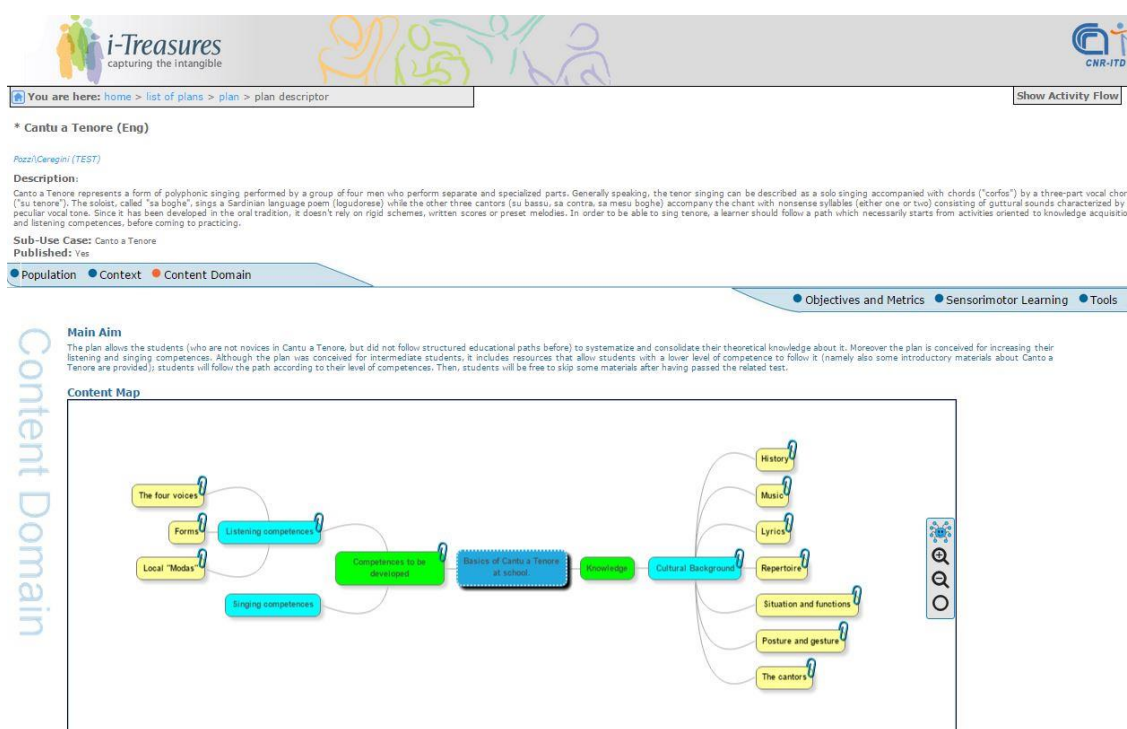 i-Treasures
capturing the intangible
CNR-ITD
You are here: home > list of plans > plan > plan descriptor
Show Activity Flow
* Cantu a Tenore (Eng)
Pozzi\Ceregini (TEST)
Description:
Canto a Tenore represents a form of polyphonic singing performed by a group of four men who perform separate and specialized parts. Generally speaking, the tenor singing can be described as a solo singing accompanied with chords ("corfos") by a three-part vocal chor
("su tenore"). The soloist, called "sa boghe", sings a Sardinian language poem (logudorese) while the other three cantors (su bassu, sa contra, sa mesu boghe) accompany the chant with nonsense syllables (either one or two) consisting of guttural sounds characterized by
peculiar vocal tone. Since it has been developed in the oral tradition, it doesn't rely on rigid schemes, written scores or preset melodies. In order to be able to sing tenore, a learner should follow a path which necessarily starts from activities oriented to knowledge acquisitio
and listening competences, before coming to practicing.
Sub-Use Case: Canto a Tenore
Published: Yes
Population Context Content Domain
Objectives and Metrics Sensorimotor Learning Tools
Content Domain
Main Aim
The plan allows the students (who are not novices in Cantu a Tenore, but did not follow structured educational paths before) to systematize and consolidate their theoretical knowledge about it. Moreover the plan is conceived for increasing their
listening and singing competences. Although the plan was conceived for intermediate students, it includes resources that allow students with a lower level of competence to follow it (namely also some introductory materials about Canto a
Tenore are provided); students will follow the path according to their level of competences. Then, students will be free to skip some materials after having passed the related test.
Content Map
The four voices
Forms
Local "Modas"
Listening competences
Singing competences
Competences to be
developed
Basics of Cantu a Tenore
at school.
Knowledge
Cultural Background
History
Music
Lyrics
Repertoire
Situation and functions
Posture and gesture
The cantors